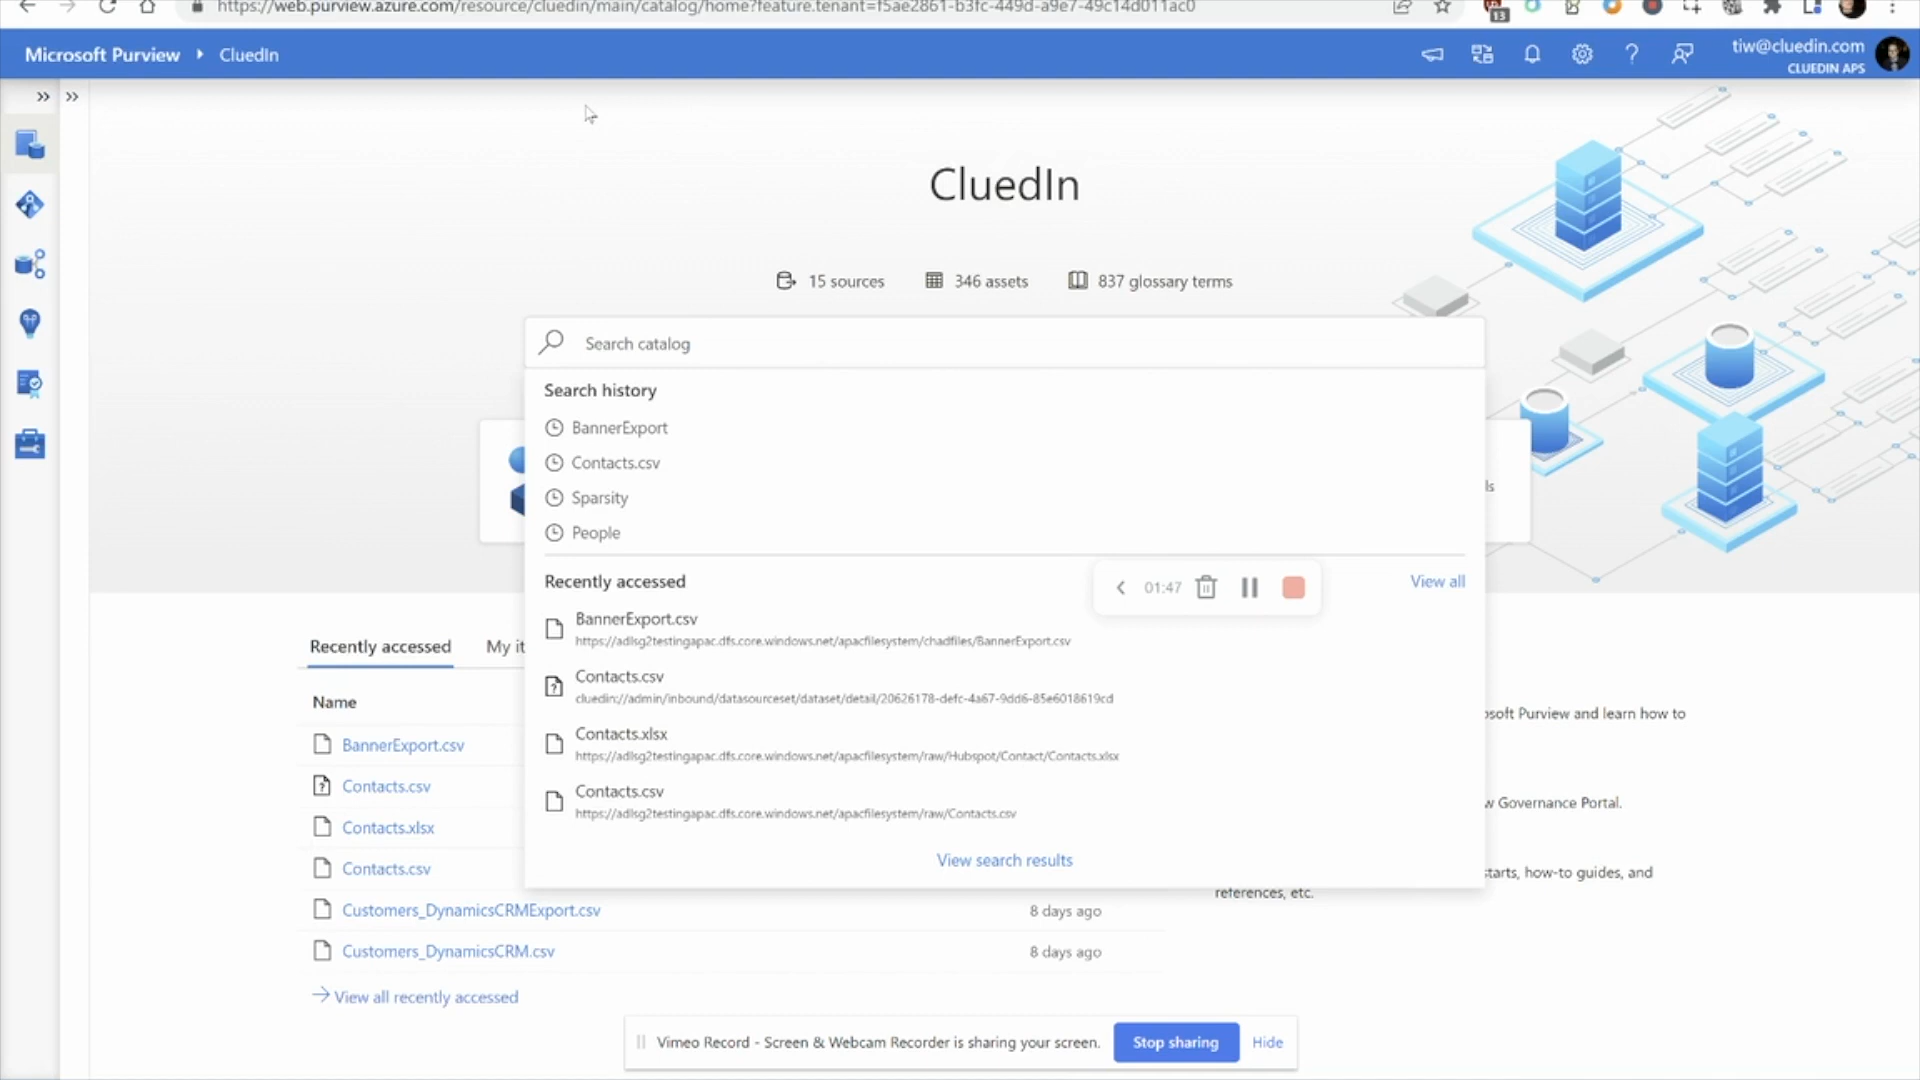 https://web.purview.azure.com/resource/cluedin/main/catalog/home?feature.tenant=f5ae2861-b3fc-449d-a9e7-49c14d011ac0
13
Microsoft Purview
CluedIn
tiw@cluedin.com
CLUEDIN APS
CluedIn
15 sources
346 assets
837 glossary terms
Search catalog
Search history
BannerExport
Contacts.csv
Sparsity
People
ls
Recently accessed
01:47
View all
BannerExport.csv
https://adlsg2testingapac.dfs.core.windows.net/apacfilesystem/chadfiles/BannerExport.csv
Contacts.csv
cluedin://admin/inbound/datasourceset/dataset/detail/20626178-defc-4a67-9dd6-85e6018619cd
Contacts.xlsx
https://adlsg2testingapac.dfs.core.windows.net/apacfilesystem/raw/Hubspot/Contact/Contacts.xlsx
Contacts.csv
https://adlsg2testingapac.dfs.core.windows.net/apacfilesystem/raw/Contacts.csv
View search results
Recently accessed
My it
Name
BannerExport.csv
Contacts.csv
Contacts.xlsx
Contacts.csv
Customers_DynamicsCRMExport.csv
8 days ago
Customers_DynamicsCRM.csv
8 days ago
View all recently accessed
osoft Purview and learn how to
w Governance Portal.
starts, how-to guides, and
references, etc.
Vimeo Record - Screen & Webcam Recorder is sharing your screen.
Stop sharing
Hide